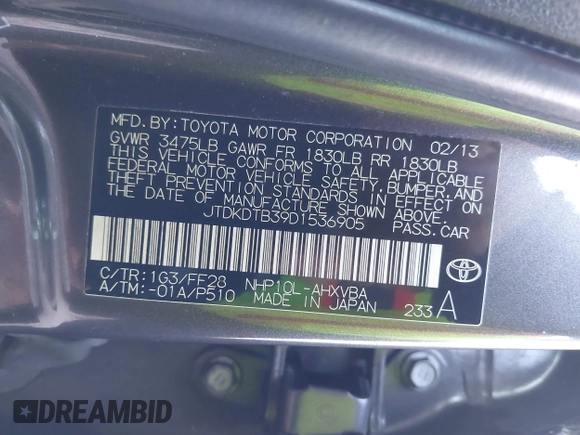 MFD. BY: TOYOTA MOTOR CORPORATION 02/13
GVWR 3475LB GAWR FR 1830LB RR 1830LB
THIS VEHICLE CONFORMS TO ALL APPLICABLE
FEDERAL MOTOR VEHICLE SAFETY, BUMPER, AND
THEFT PREVENTION STANDARDS IN EFFECT ON
THE DATE OF MANUFACTURE SHOWN ABOVE.
JTDKDTB39D1536905 PASS.CAR
C/TR: 1G3/FF28 NHP10L-AHXVBA
A/TM: -01A/P510 MADE IN JAPAN 233 A
TOYOTA
DREAMBID